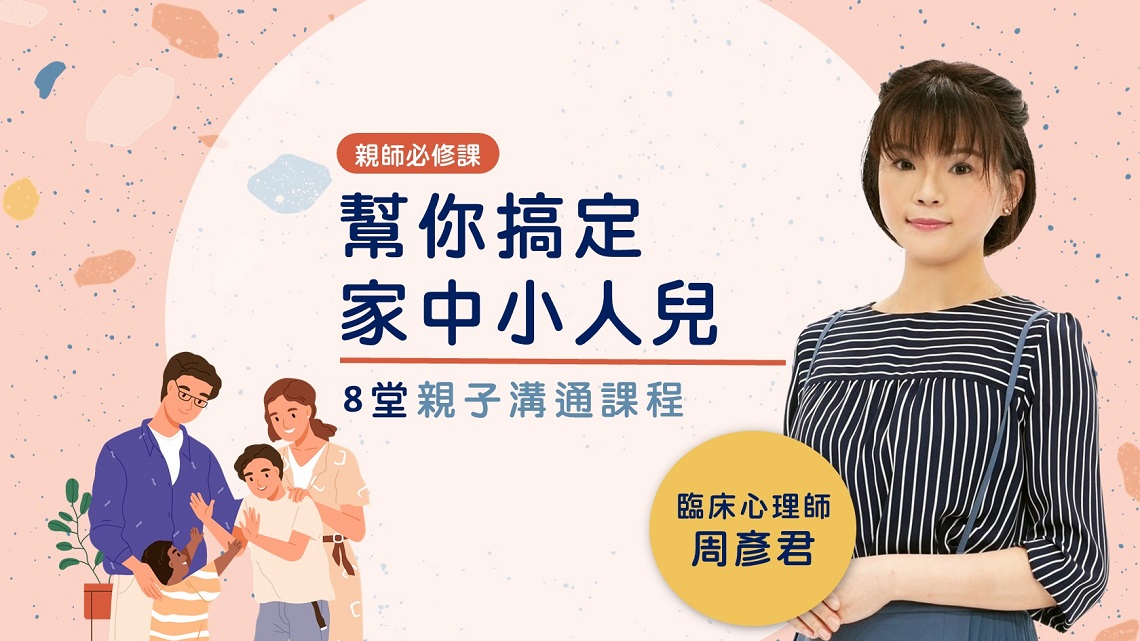 親師必修課
幫你搞定
家中小人兒
8堂親子溝通課程
臨床心理師
周彥君